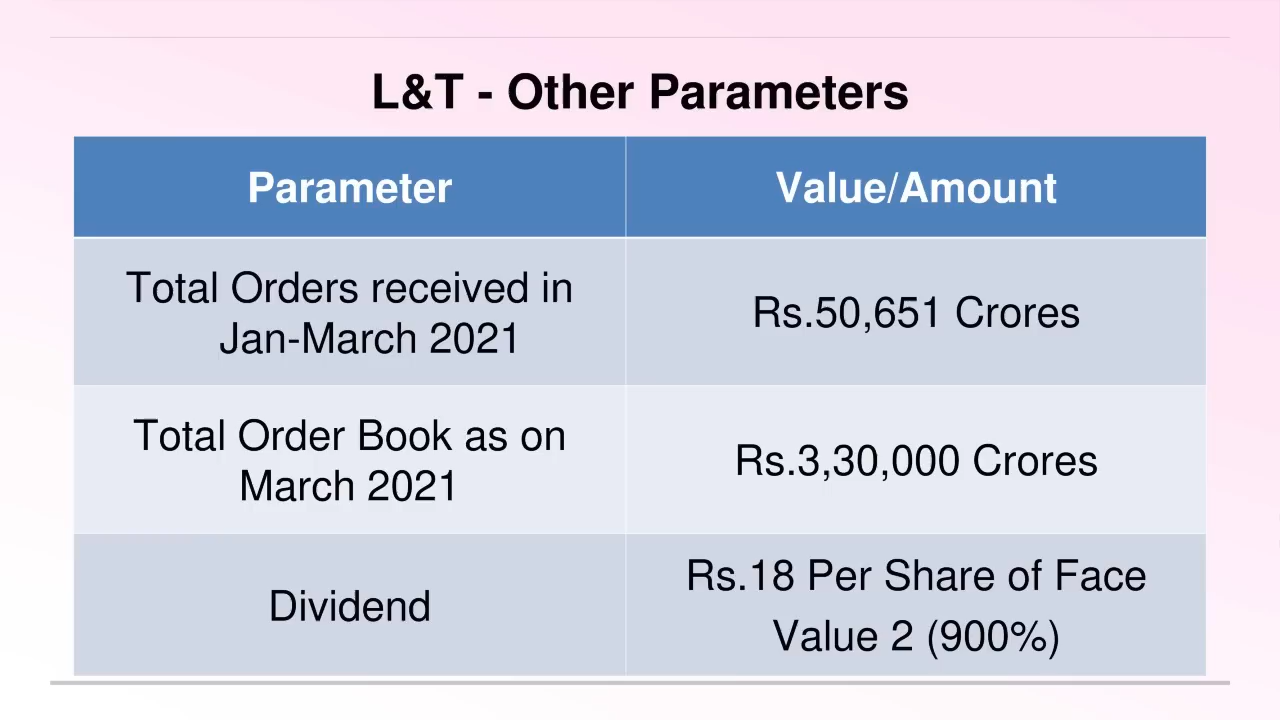 L&T - Other Parameters
Parameter
Value/Amount
Total Orders received in
Jan-March 2021
Rs.50,651 Crores
Total Order Book as on
March 2021
Rs.3,30,000 Crores
Dividend
Rs.18 Per Share of Face
Value 2 (900%)